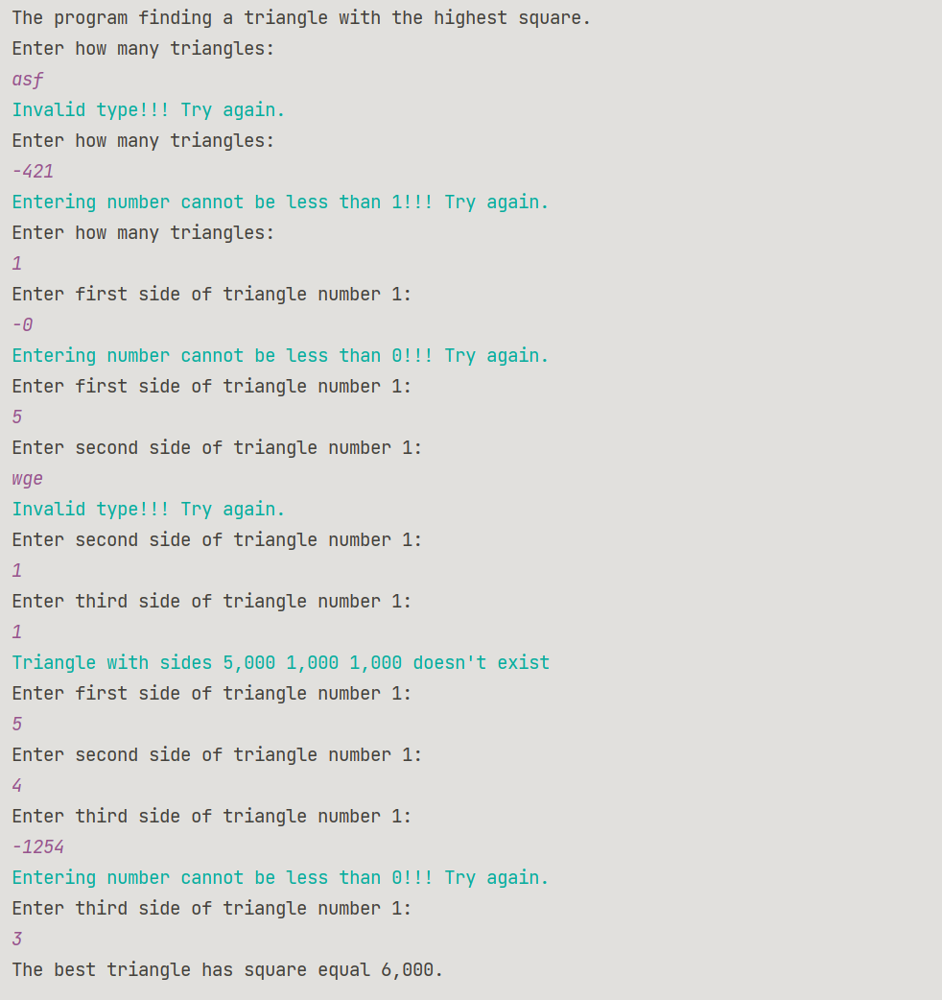 The program finding a triangle with the highest square.
Enter how many triangles:
asf
Invalid type!!! Try again.
Enter how many triangles:
-421
Entering number cannot be less than 1!!! Try again.
Enter how many triangles:
1
Enter first side of triangle number 1:
-0
Entering number cannot be less than 0!!! Try again.
Enter first side of triangle number 1:
5
Enter second side of triangle number 1:
wge
Invalid type!!! Try again.
Enter second side of triangle number 1:
1
Enter third side of triangle number 1:
1
Triangle with sides 5,000 1,000 1,000 doesn't exist
Enter first side of triangle number 1:
5
Enter second side of triangle number 1:
4
Enter third side of triangle number 1:
-1254
Entering number cannot be less than 0!!! Try again.
Enter third side of triangle number 1:
3
The best triangle has square equal 6,000.